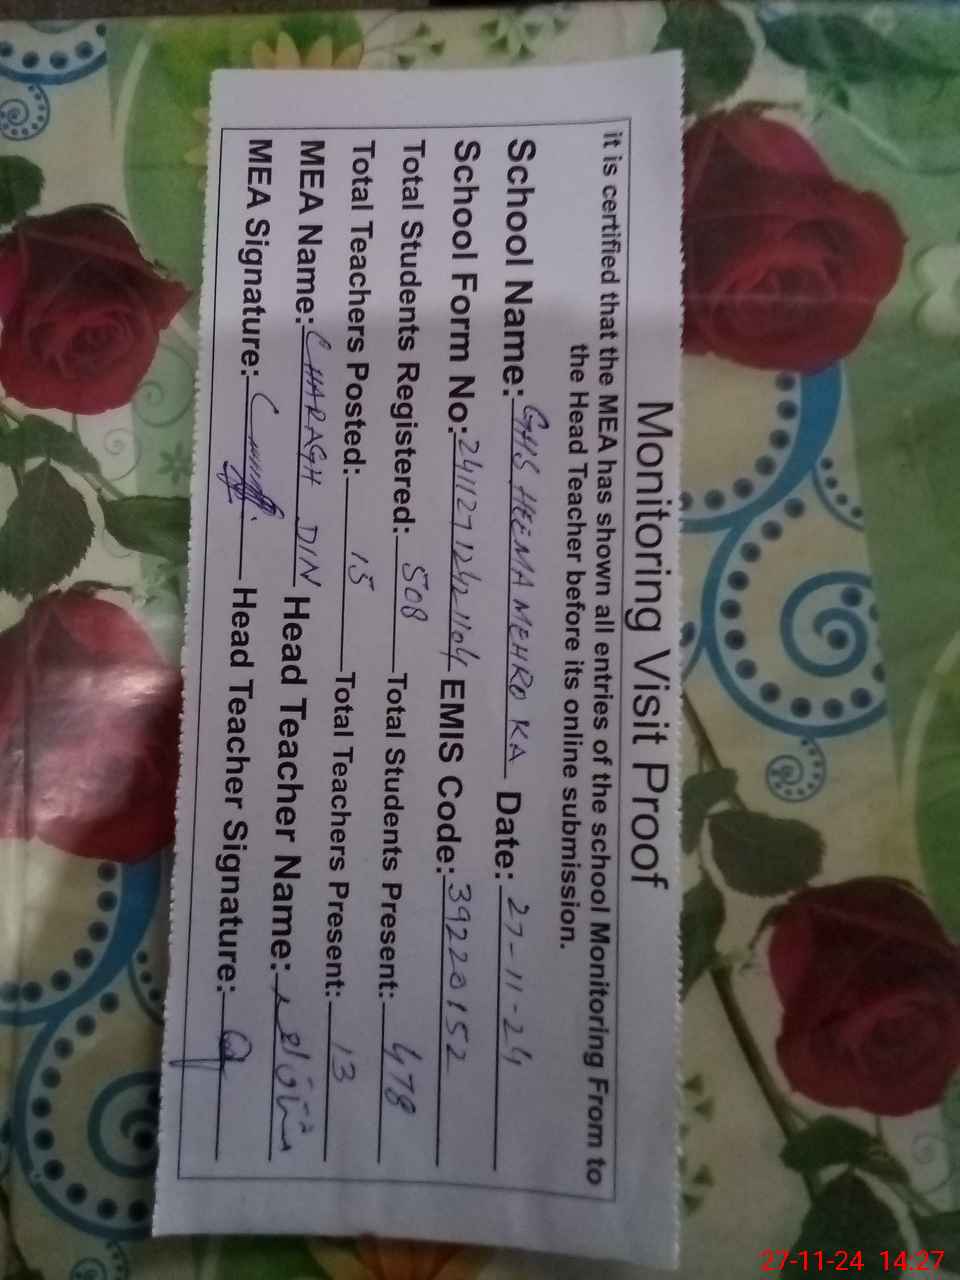 Monitoring Visit Proof
it is certified that the MEA has shown all entries of the school Monitoring From to
the Head Teacher before its online submission.
School Name: GHS HEEMA MEHRO KA Date: 27-11-24
School Form No: 24112712421104 EMIS Code: 39220152
Total Students Registered: 508 Total Students Present: 478
Total Teachers Posted: 15 Total Teachers Present: 13
MEA Name: CHARAGH DIN Head Teacher Name:
MEA Signature: Head Teacher Signature:
27-11-24 14:27